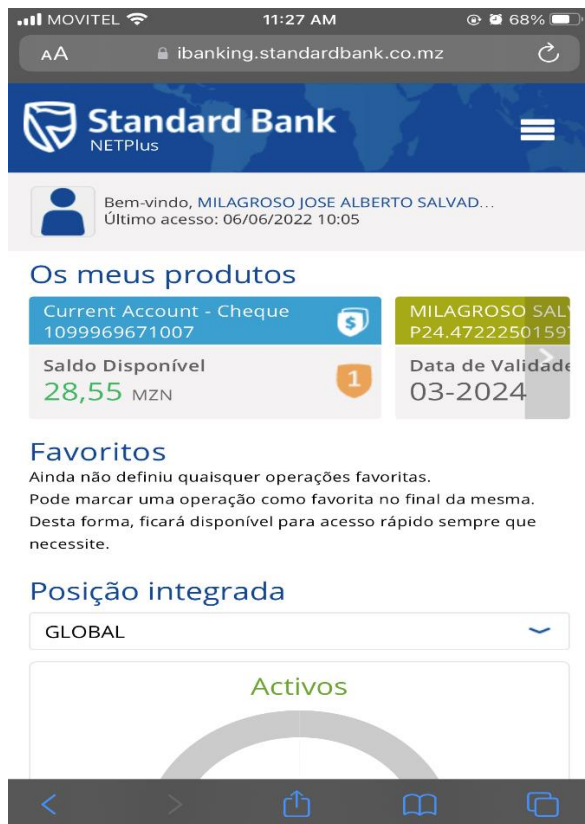 MOVITEL 11:27 AM 68%
AA ibanking.standardbank.co.mz
Standard Bank
NETPlus
Bem-vindo, MILAGROSO JOSE ALBERTO SALVAD...
Último acesso: 06/06/2022 10:05
Os meus produtos
Current Account - Cheque
1099969671007
$
Saldo Disponível
28,55 MZN
1
MILAGROSO SAL
P24.4722250159
Data de Validade
03-2024
Favoritos
Ainda não definiu quaisquer operações favoritas.
Pode marcar uma operação como favorita no final da mesma.
Desta forma, ficará disponível para acesso rápido sempre que
necessite.
Posição integrada
GLOBAL
Activos